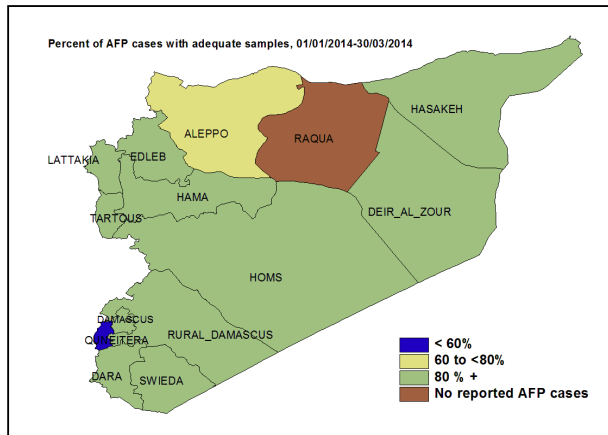 Percent of AFP cases with adequate samples, 01/01/2014-30/03/2014
HASAKEH
ALEPPO
RAQUA
EDLEB
LATTAKIA
HAMA
DEIR_AL_ZOUR
TARTOUS
HOMS
DAMASCUS
RURAL_DAMASCUS
QUNEITERA
DARA
SWIEDA
< 60%
60 to <80%
80 % +
No reported AFP cases